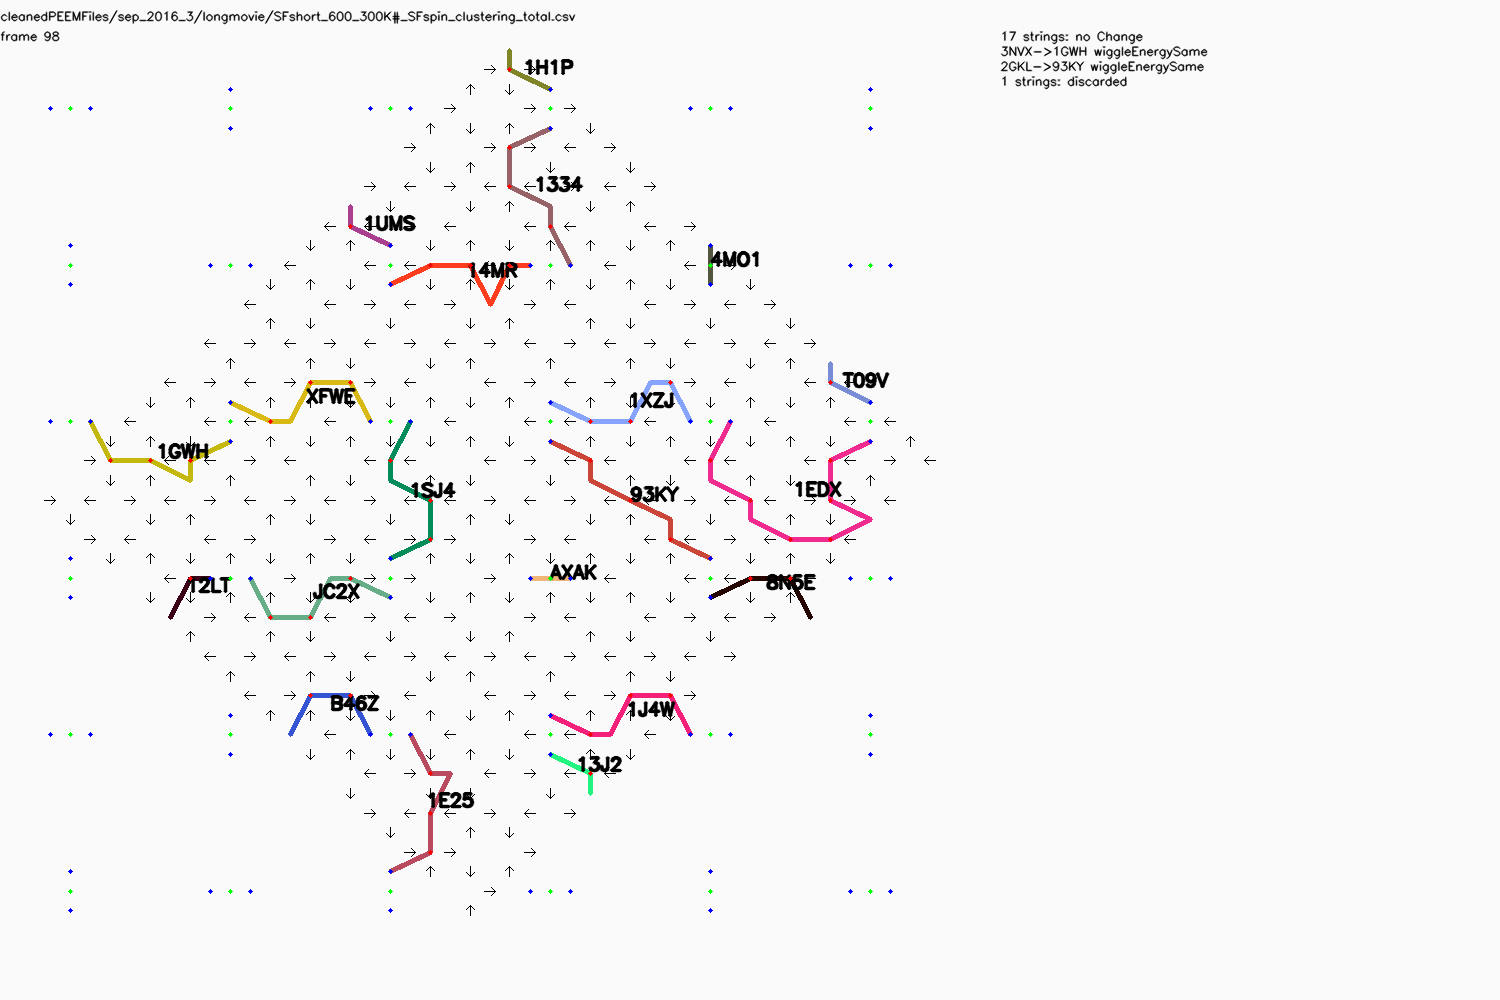 cleanedPEEMFiles/sep_2016_3/longmovie/SFshort_600_300K#_SFspin_clustering_total.csv
frame 98
17 strings: no Change
3NVX->1GWH wiggleEnergySame
2GKL->93KY wiggleEnergySame
1 strings: discarded
1H1P
1334
1UMS
4MO1
14MR
T09V
XFWE
1XZJ
1GWH
1SJ4
93KY
1EDX
AXAK
T2LT
JC2X
8N5E
B46Z
1J4W
13J2
1E25